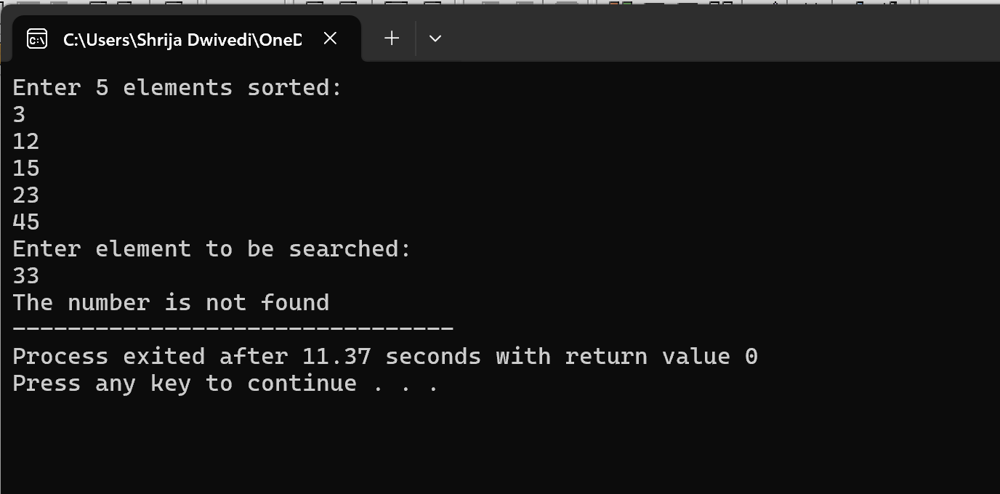 C:\Users\Shrija Dwivedi\OneD
Enter 5 elements sorted:
3
12
15
23
45
Enter element to be searched:
33
The number is not found
--------------------------------
Process exited after 11.37 seconds with return value 0
Press any key to continue . . .